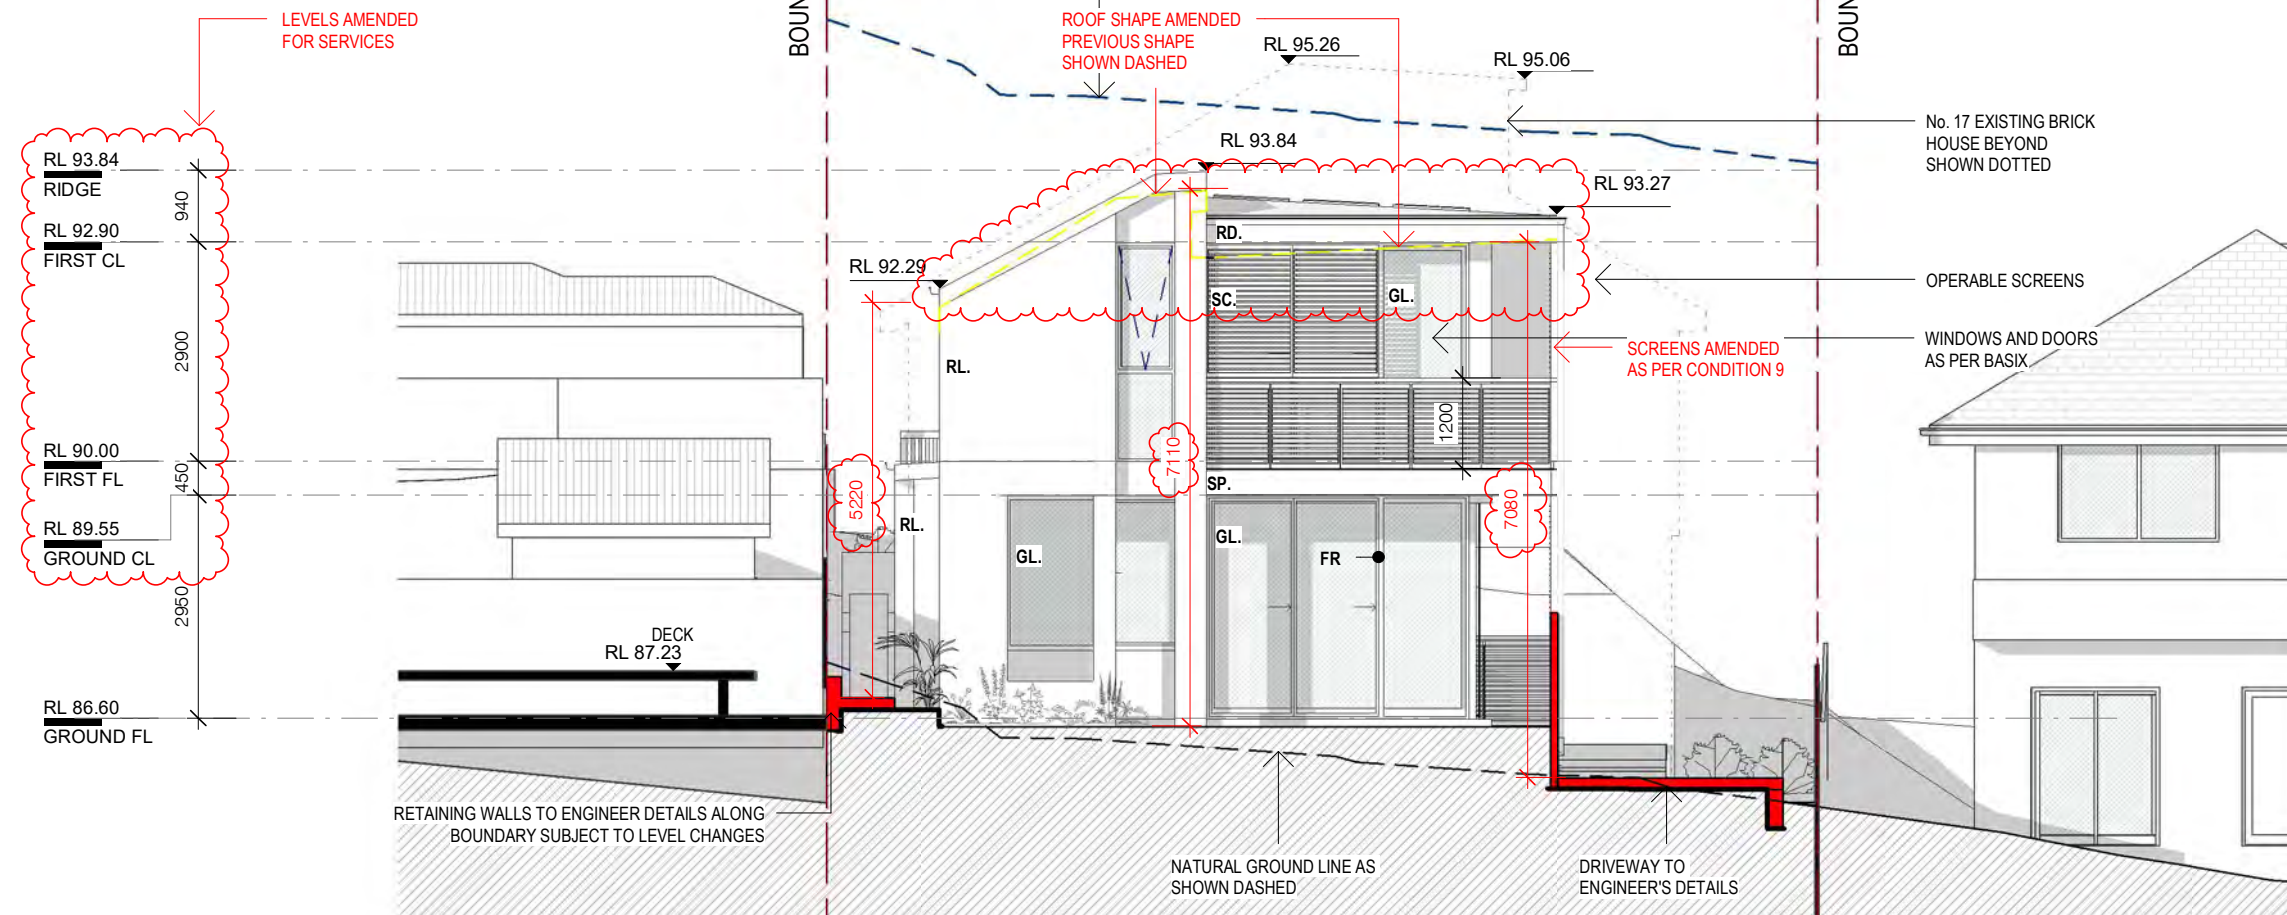 LEVELS AMENDED
FOR SERVICES
BOUN
ROOF SHAPE AMENDED
PREVIOUS SHAPE
SHOWN DASHED
RL 95.26
RL 95.06
BOUN
No. 17 EXISTING BRICK
HOUSE BEYOND
SHOWN DOTTED
RL 93.84
RIDGE
940
RL 92.90
FIRST CL
2900
RL 90.00
FIRST FL
450
RL 89.55
GROUND CL
2950
RL 86.60
GROUND FL
RL 93.84
RL 93.27
RL 92.29
RD.
SC.
GL.
OPERABLE SCREENS
WINDOWS AND DOORS
AS PER BASIX
SCREENS AMENDED
AS PER CONDITION 9
RL.
1200
7110
5220
7080
SP.
RL.
GL.
GL.
FR
DECK
RL 87.23
RETAINING WALLS TO ENGINEER DETAILS ALONG
BOUNDARY SUBJECT TO LEVEL CHANGES
NATURAL GROUND LINE AS
SHOWN DASHED
DRIVEWAY TO
ENGINEER'S DETAILS